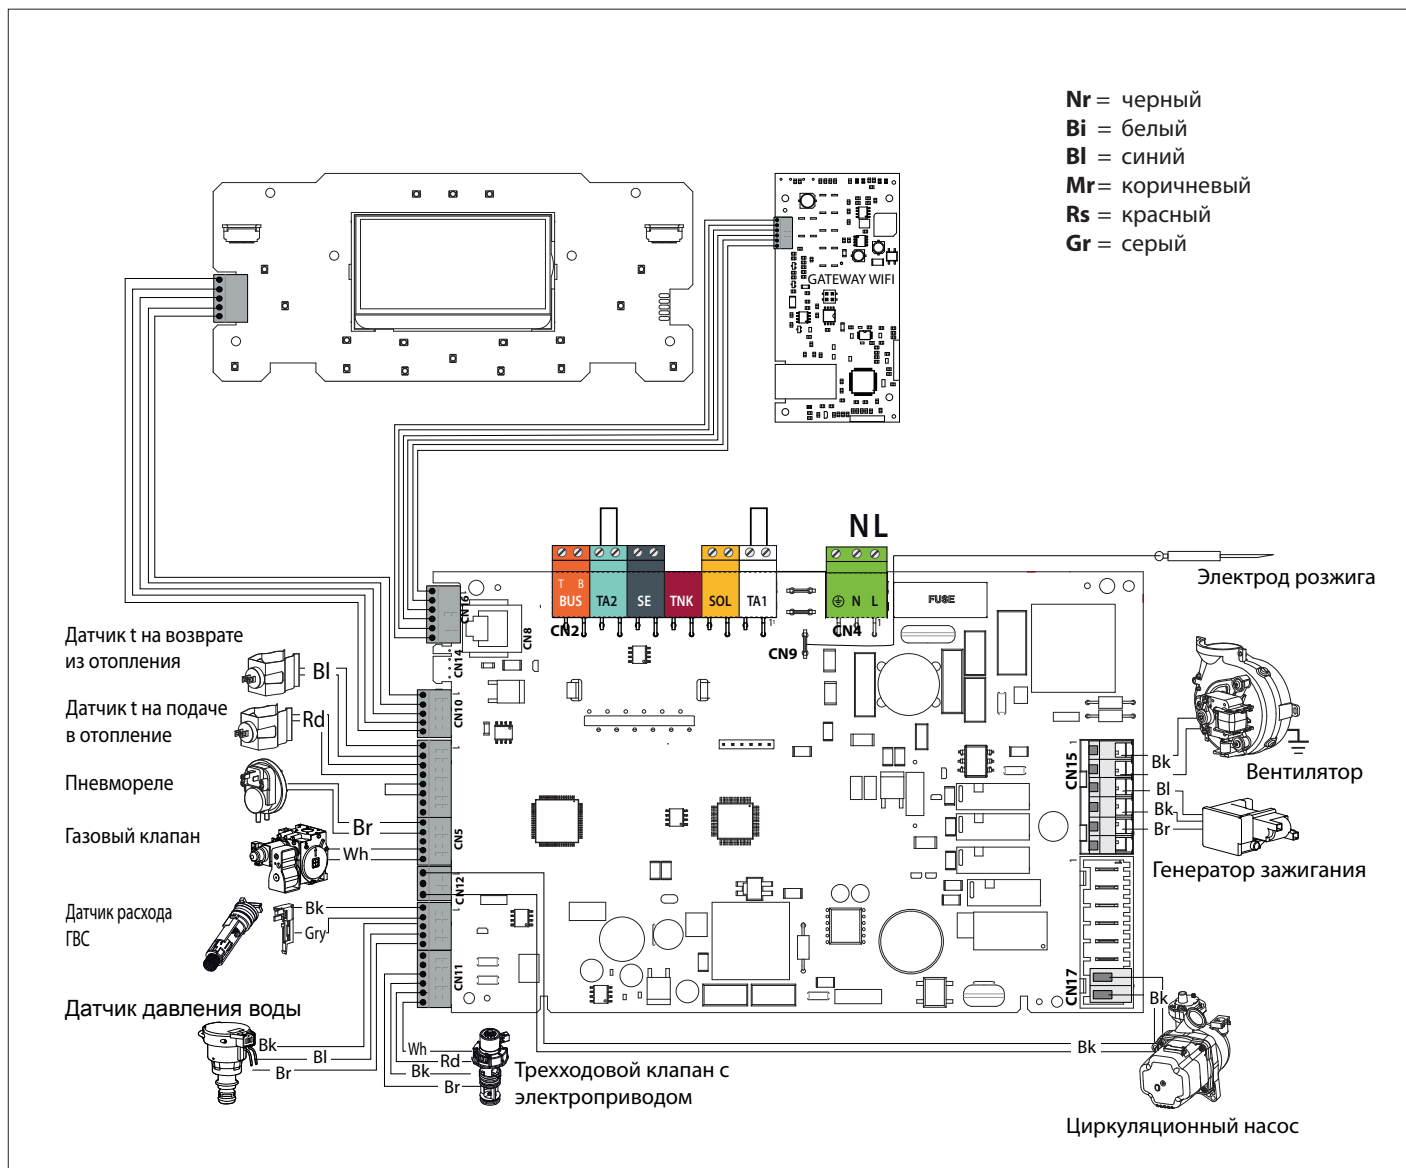 Nr = черный
Bi = белый
Bl = синий
Mr = коричневый
Rs = красный
Gr = серый
GATEWAY WIFI
N L
Электрод розжига
T B
BUS TA2 SE TNK SOL TA1
N L
FUSE
CN2
CN4
CN9
CN16
CN8
CN14
CN10
CN5
CN12
CN11
CN15
CN17
Датчик t на возврате
из отопления
Bl
Датчик t на подаче
в отопление
Rd
Пневмореле
Br
Газовый клапан
Wh
Датчик расхода
ГВС
Bk
Gry
Датчик давления воды
Bk
Bl
Br
Wh
Rd
Bk
Br
Трехходовой клапан с
электроприводом
Bk
Вентилятор
Bl
Bk
Br
Генератор зажигания
Bk
Bk
Циркуляционный насос